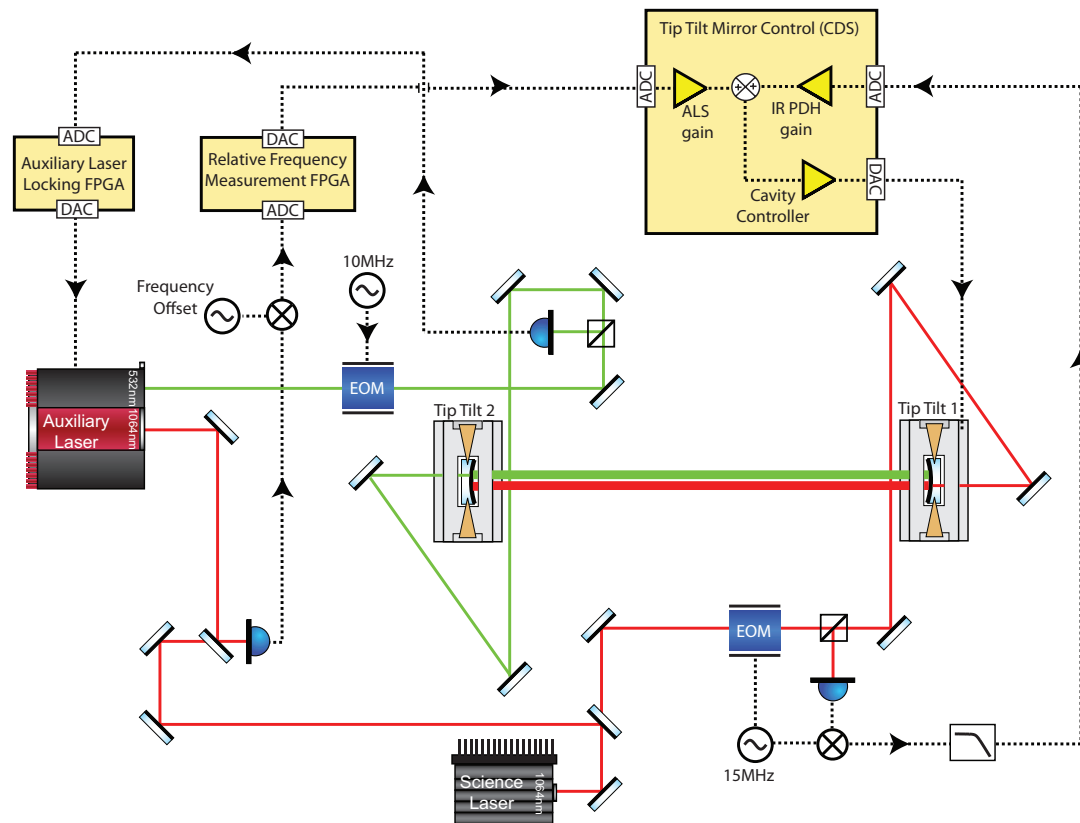 Tip Tilt Mirror Control (CDS)
ADC
ALS
gain
IR PDH
gain
ADC
Cavity
Controller
DAC
ADC
Auxiliary Laser
Locking FPGA
DAC
DAC
Relative Frequency
Measurement FPGA
ADC
Frequency
Offset
10MHz
EOM
532nm
1064nm
Auxiliary
Laser
Tip Tilt 2
Tip Tilt 1
EOM
15MHz
Science
Laser
1064nm